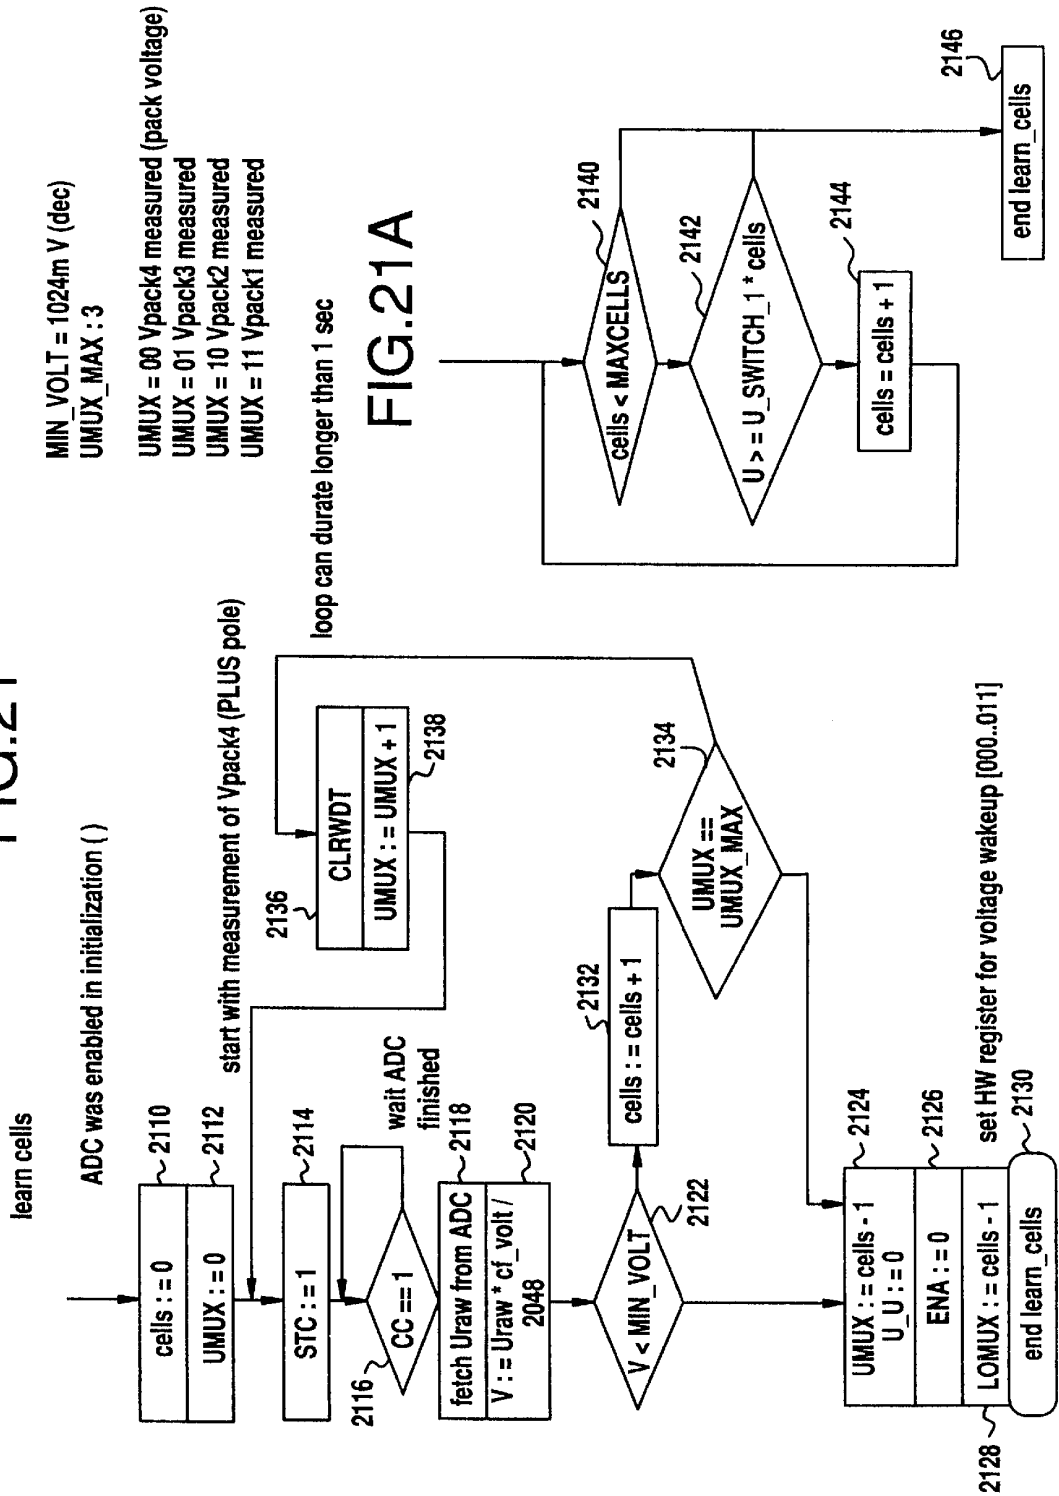 FIG.21
learn cells
ADC was enabled in initialization ( )
cells := 0
2110
UMUX := 0
2112
start with measurement of Vpack4 (PLUS pole)
STC := 1
2114
2116
CC == 1
wait ADC
finished
fetch Uraw from ADC
2118
V := Uraw * cf_volt /
2048
2120
V < MIN_VOLT
2122
cells := cells + 1
2132
UMUX ==
UMUX_MAX
2134
2136
CLRWDT
UMUX := UMUX + 1
2138
loop can durate longer than 1 sec
UMUX := cells - 1
U_U := 0
2124
ENA := 0
2126
set HW register for voltage wakeup [000..011]
LOMUX := cells - 1
2128
end learn_cells
2130
MIN_VOLT = 1024m V (dec)
UMUX_MAX : 3
UMUX = 00 Vpack4 measured (pack voltage)
UMUX = 01 Vpack3 measured
UMUX = 10 Vpack2 measured
UMUX = 11 Vpack1 measured
FIG.21A
cells < MAXCELLS
2140
U > = U_SWITCH_1 * cells
2142
cells = cells + 1
2144
end learn_cells
2146